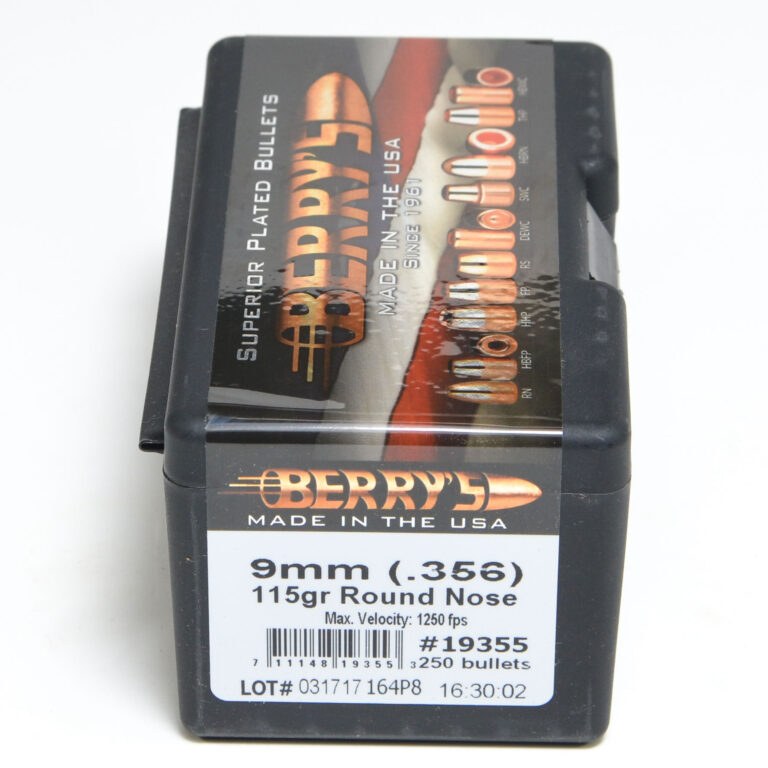 SUPERIOR PLATED BULLETS
BERRY'S
MADE IN THE USA
SINCE 1961
RN HBFP HHP FP RS DEWC SWC HBRN THP HBWC
BERRY'S
MADE IN THE USA
9mm (.356)
115gr Round Nose
Max. Velocity: 1250 fps
#19355
7 11148 19355 3 250 bullets
LOT# 031717 164P8 16:30:02